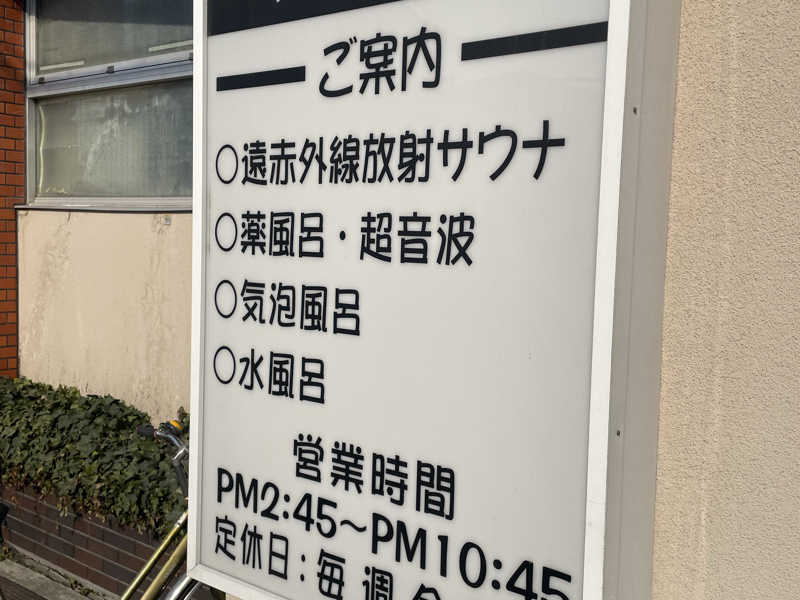 ご案内
○遠赤外線放射サウナ
○薬風呂・超音波
○気泡風呂
○水風呂
営業時間
PM2:45～PM10:45
定休日：毎週